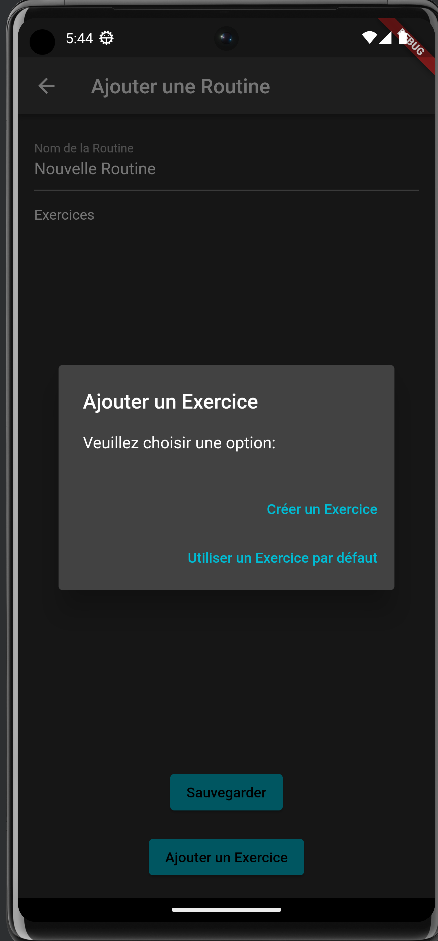 5:44
DEBUG
Ajouter une Routine
Nom de la Routine
Nouvelle Routine
Exercices
Ajouter un Exercice
Veuillez choisir une option:
Créer un Exercice
Utiliser un Exercice par défaut
Sauvegarder
Ajouter un Exercice